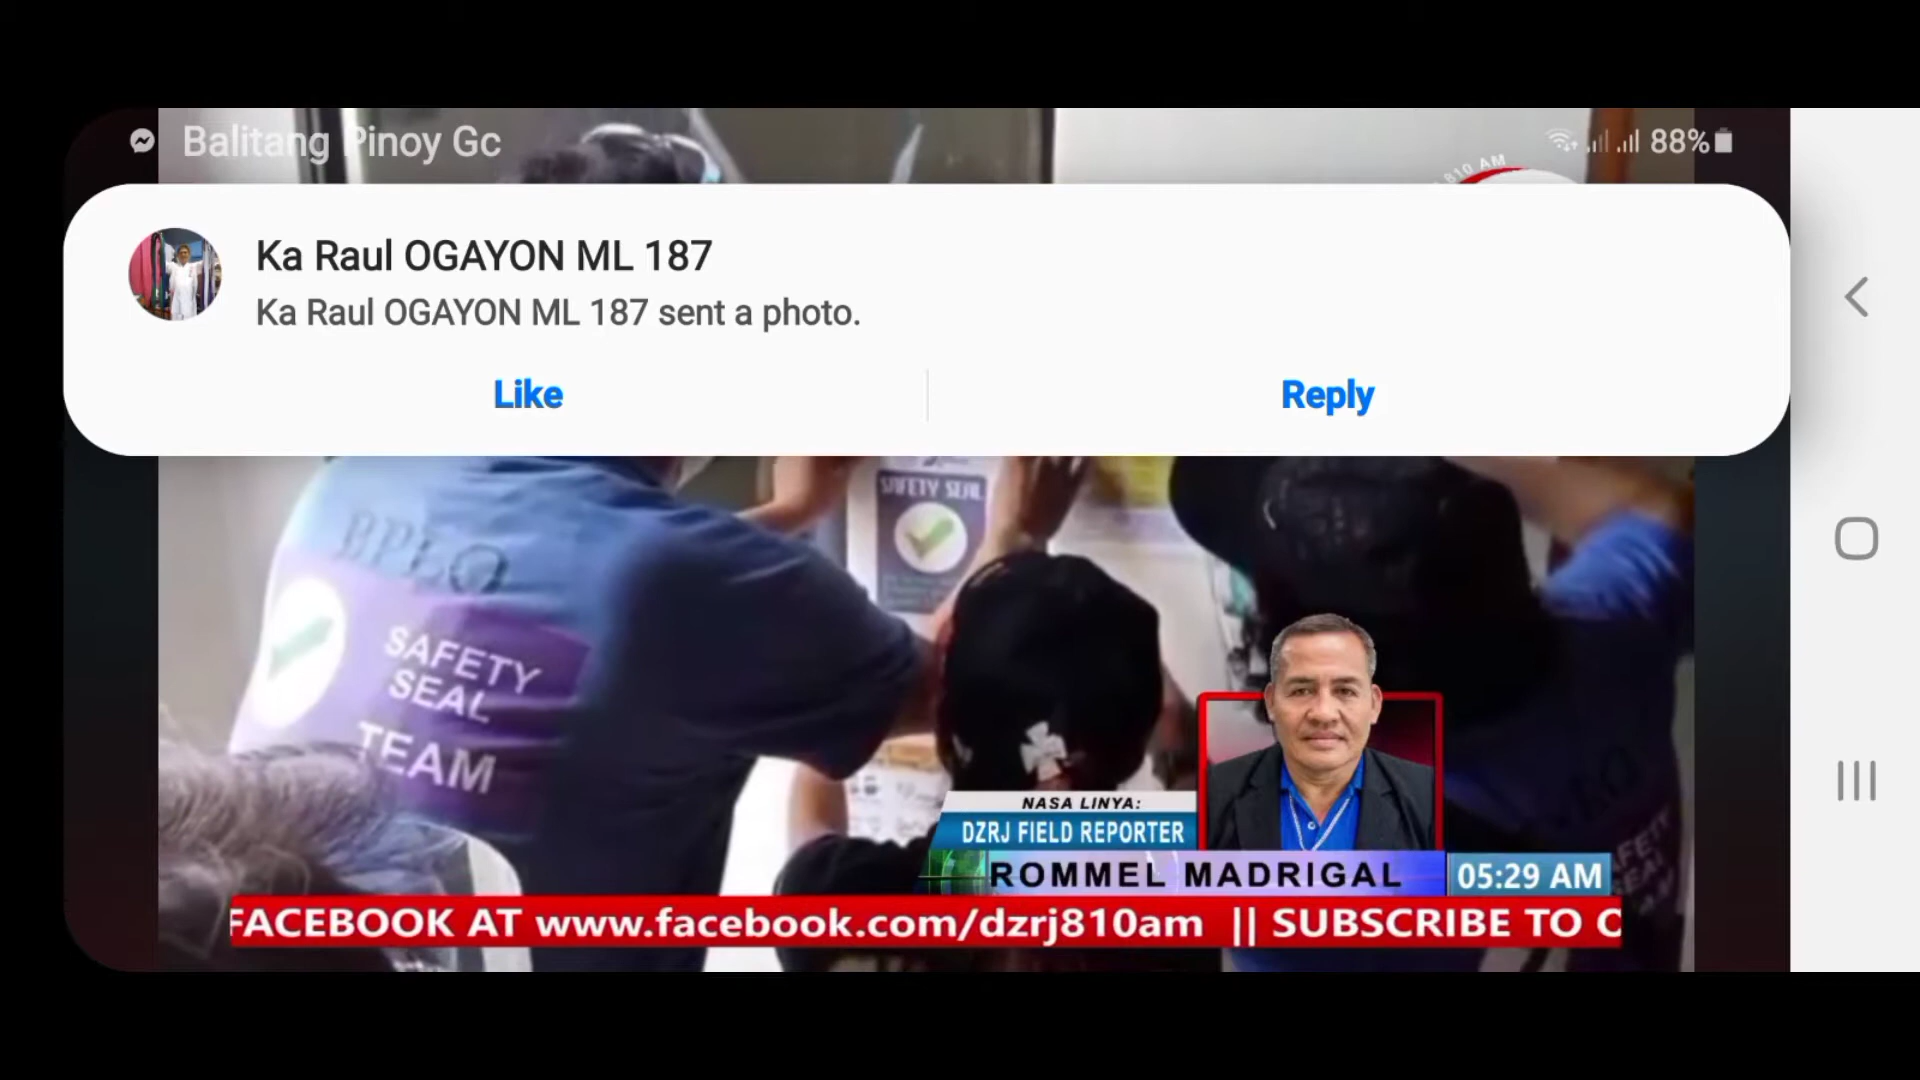 Balitang Pinoy Gc
88%
810 AM
Ka Raul OGAYON ML 187
Ka Raul OGAYON ML 187 sent a photo.
Like
Reply
SAFETY SEAL
BPLO
SAFETY
SEAL
TEAM
NASA LINYA:
DZRJ FIELD REPORTER
ROMMEL MADRIGAL
05:29 AM
FACEBOOK AT www.facebook.com/dzrj810am || SUBSCRIBE TO